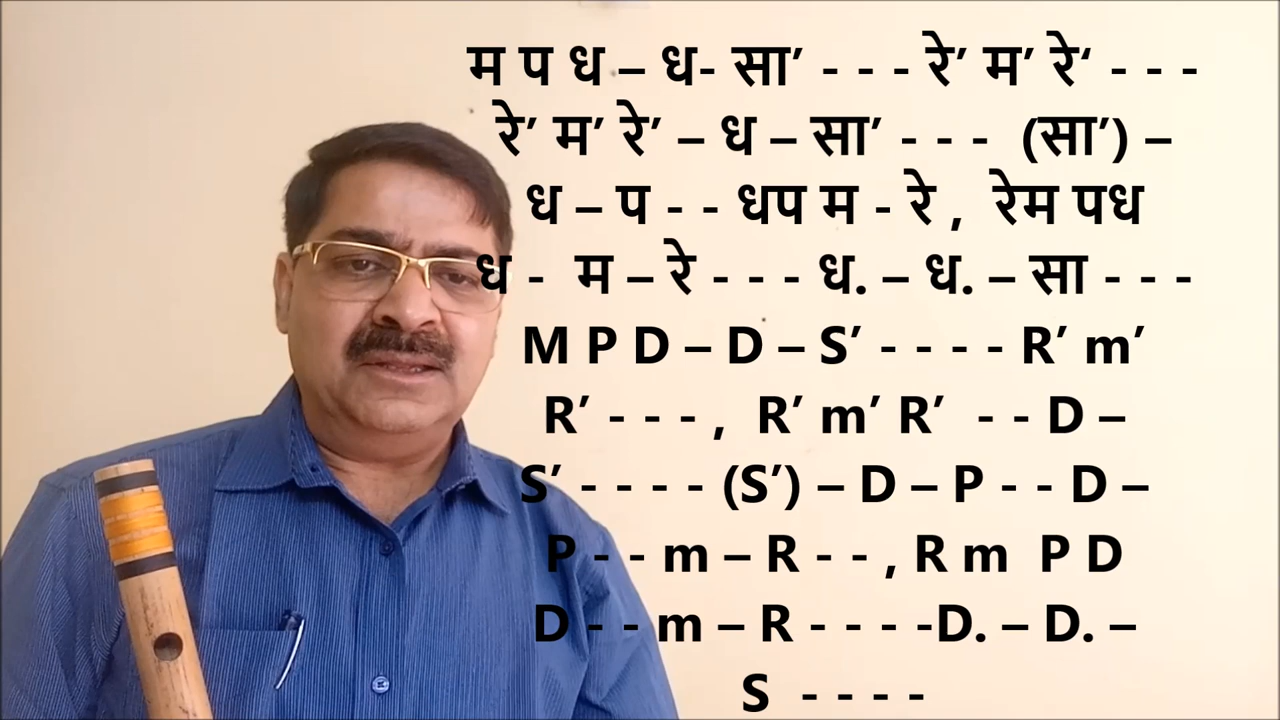 म प ध – ध- सा’ - - - रे’ म’ रे‘ - - -
रे’ म’ रे’ – ध – सा’ - - - (सा’) –
ध – प - - धप म - रे , रेम पध
ध - म – रे - - - ध. – ध. – सा - - -
M P D – D – S’ - - - - R’ m’
R’ - - - , R’ m’ R’ - - D –
S’ - - - - (S’) – D – P - - D –
P - - m – R - - , R m P D
D - - m – R - - - -D. – D. –
S - - - -